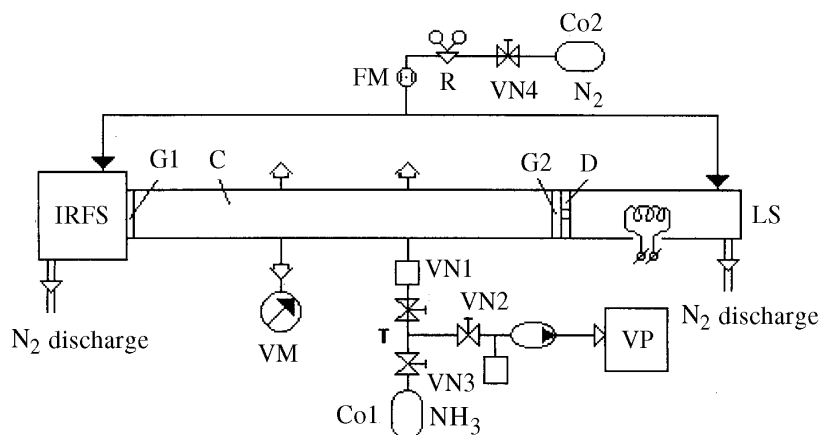 Co2
FM
R
VN4
N2
G1
C
G2
D
IRFS
LS
VN1
VN2
N2 discharge
VM
T
VP
N2 discharge
VN3
Co1
NH3